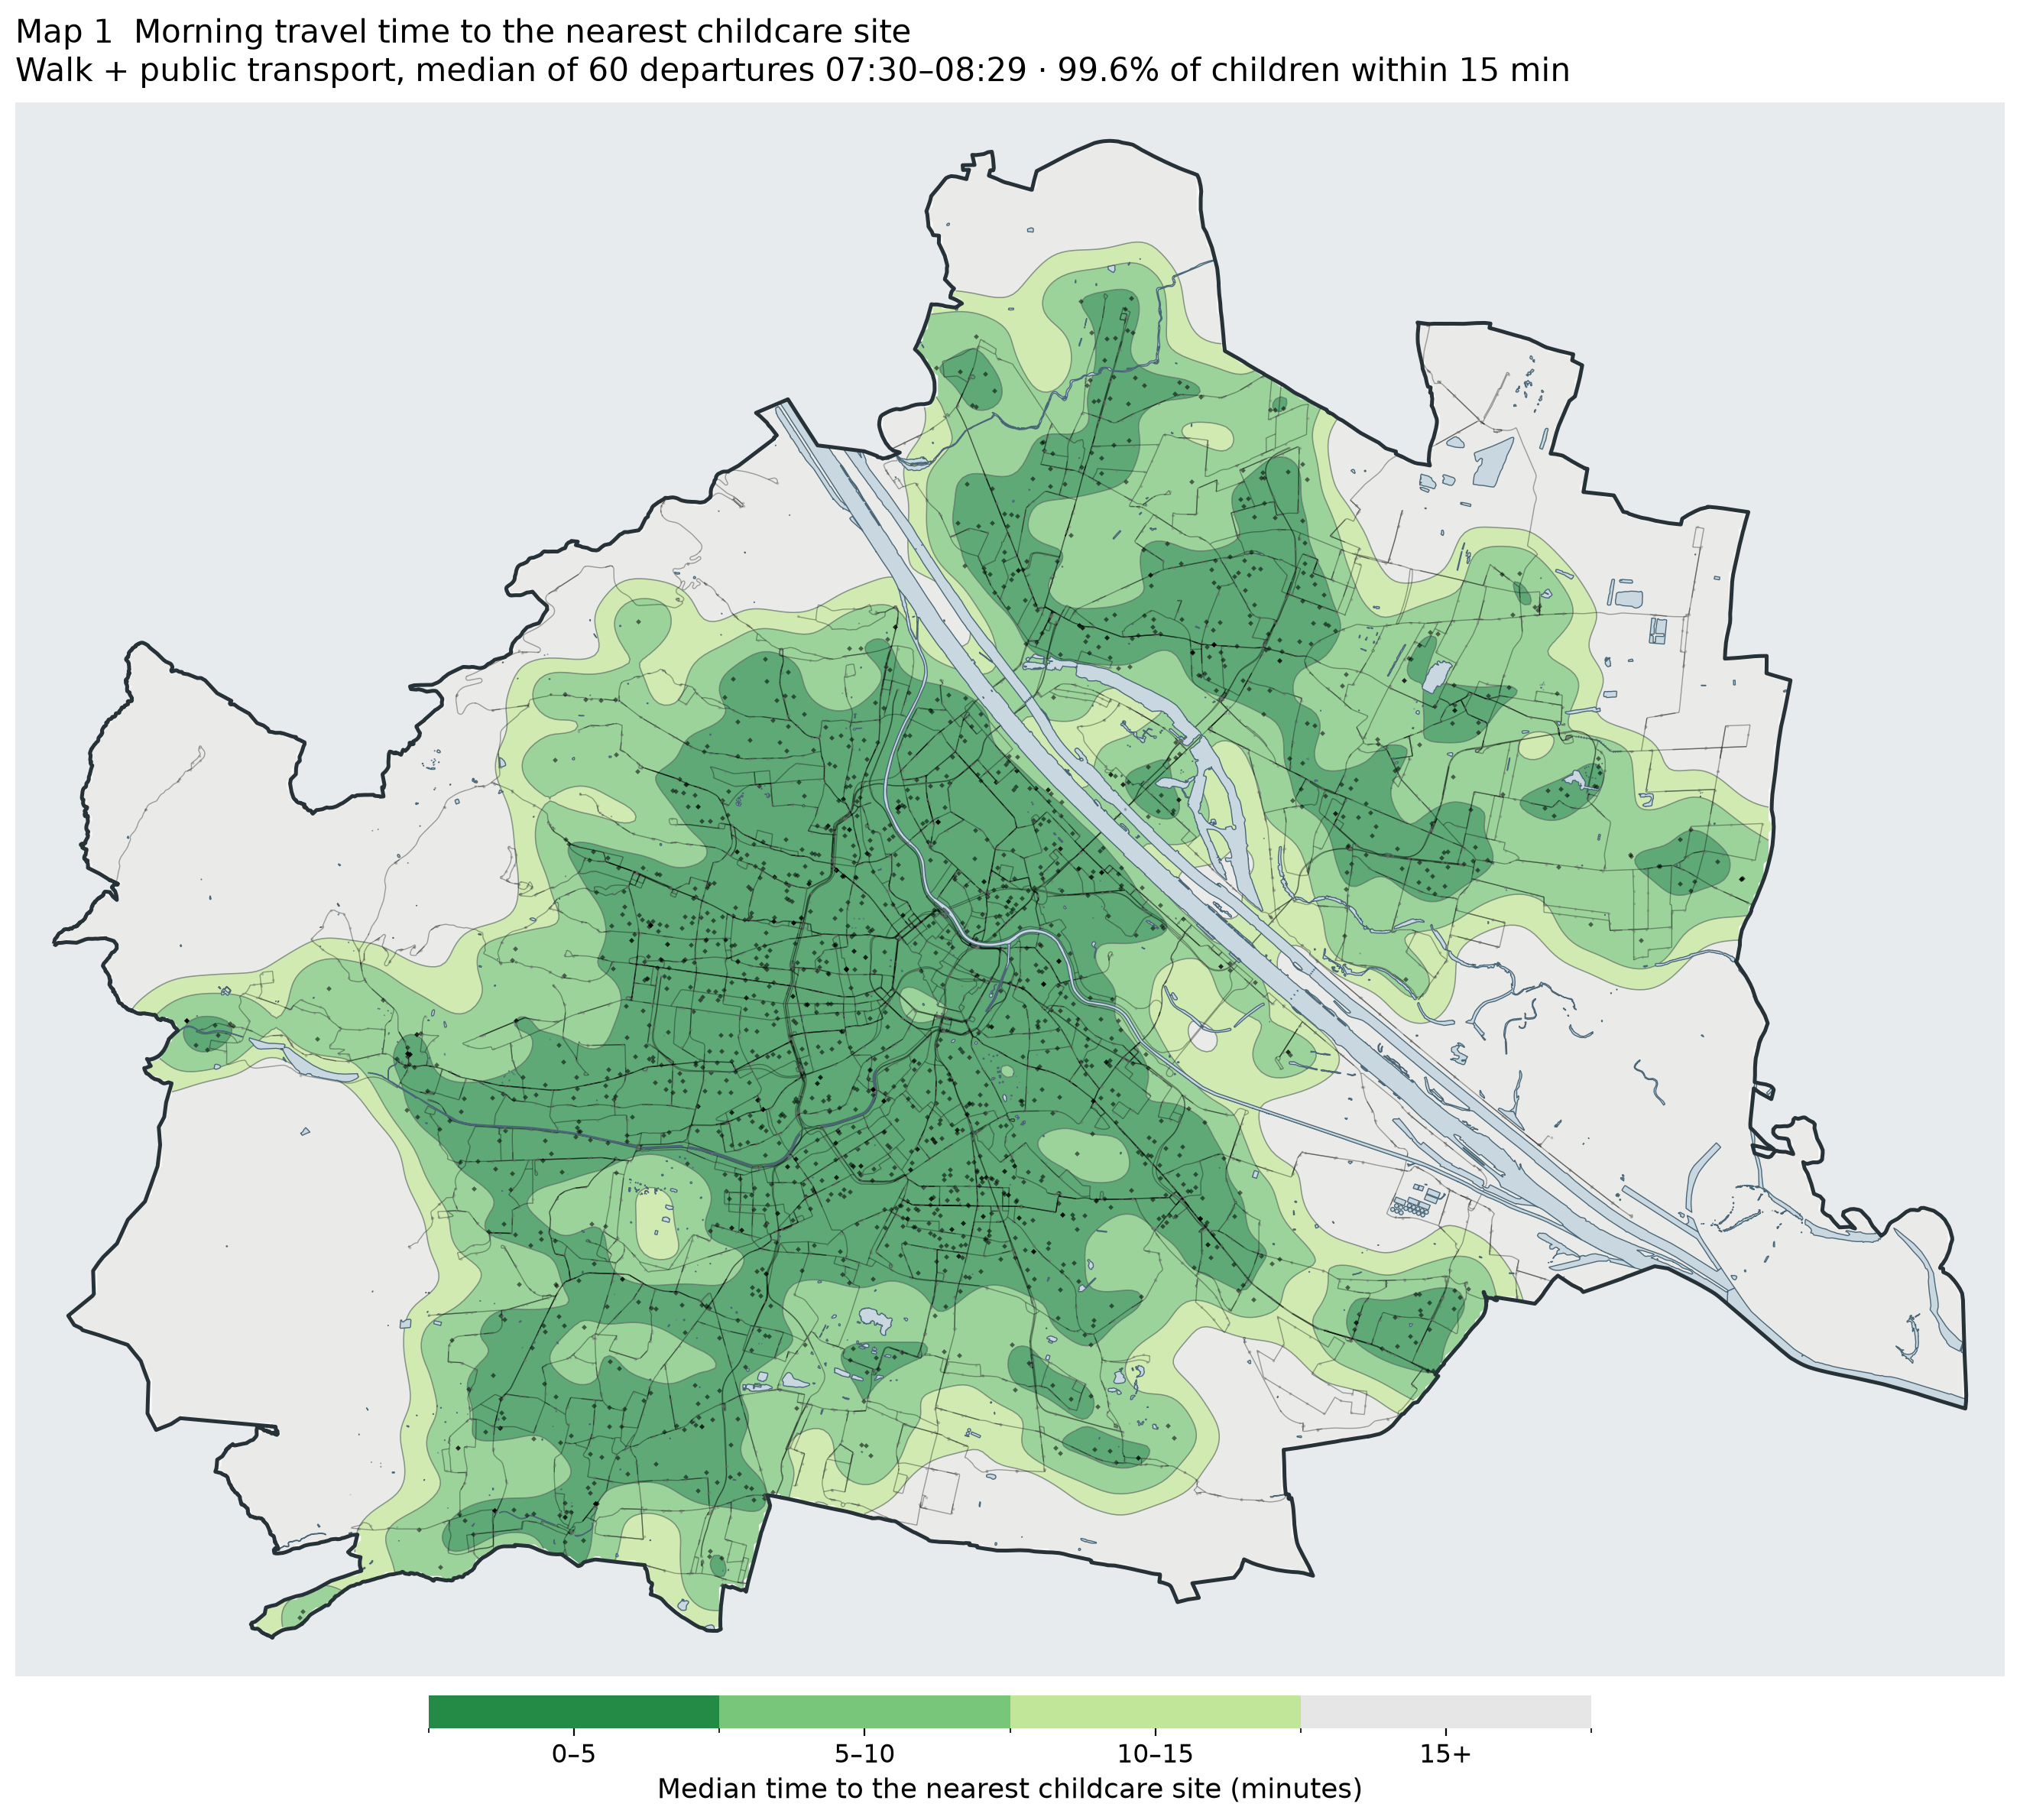 Map 1  Morning travel time to the nearest childcare site
Walk + public transport, median of 60 departures 07:30–08:29 · 99.6% of children within 15 min
0–5
5–10
10–15
15+
Median time to the nearest childcare site (minutes)